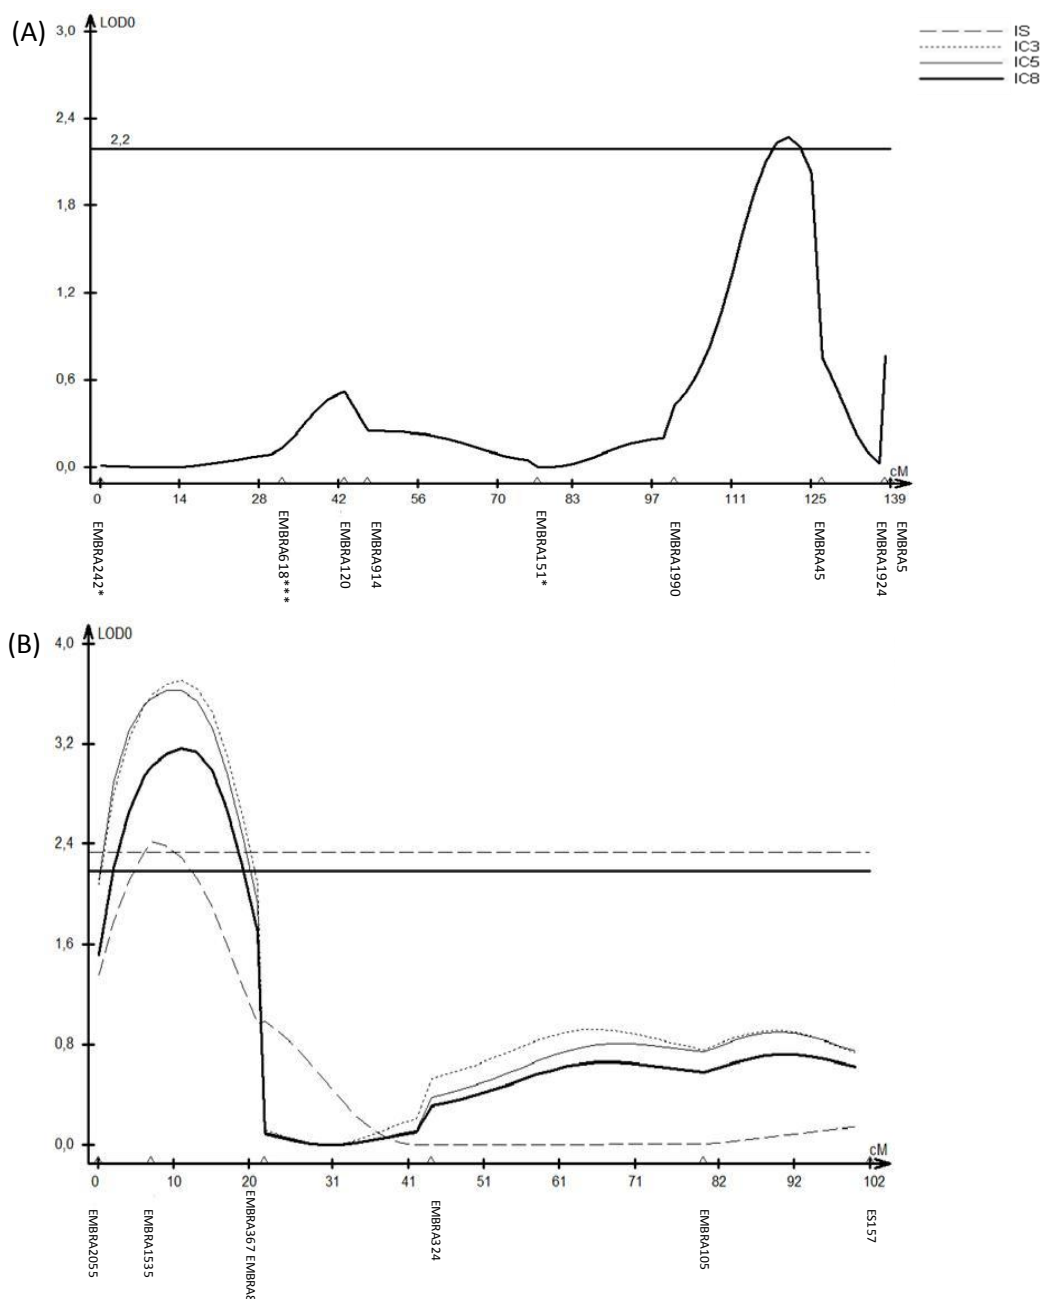 (A)
LOD0
3,0
2,4
2,2
1,8
1,2
0,6
0,0
IS
IC3
IC5
IC8
cM
0 14 28 42 56 70 83 97 111 125 139
EMBRA242*
EMBRA618***
EMBRA120
EMBRA914
EMBRA151*
EMBRA1990
EMBRA45
EMBRA1924
EMBRA5
(B)
LOD0
4,0
3,2
2,4
1,6
0,8
0,0
cM
0 10 20 31 41 51 61 71 82 92 102
EMBRA2055
EMBRA1535
EMBRA367 EMBRA8
EMBRA324
EMBRA105
ES157